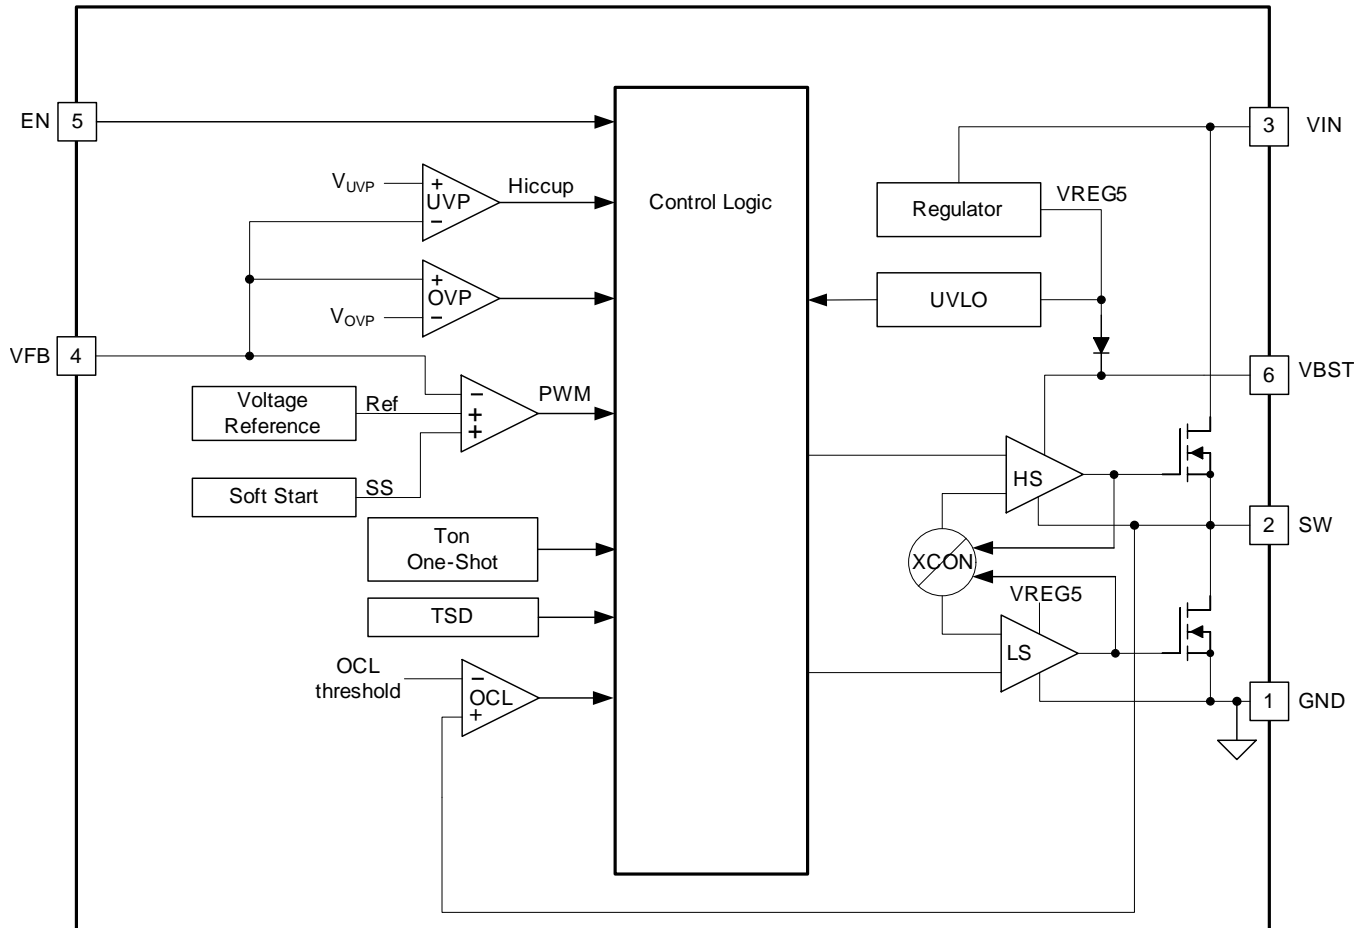 EN 5
3 VIN
VUVP
+
UVP
−
Hiccup
Control Logic
Regulator
VREG5
+
OVP
−
VOVP
UVLO
VFB 4
6 VBST
Voltage
Reference
Ref
−
+
+
PWM
Soft Start
SS
HS
Ton
One-Shot
2 SW
XCON
TSD
VREG5
LS
OCL
threshold
−
OCL
+
1 GND